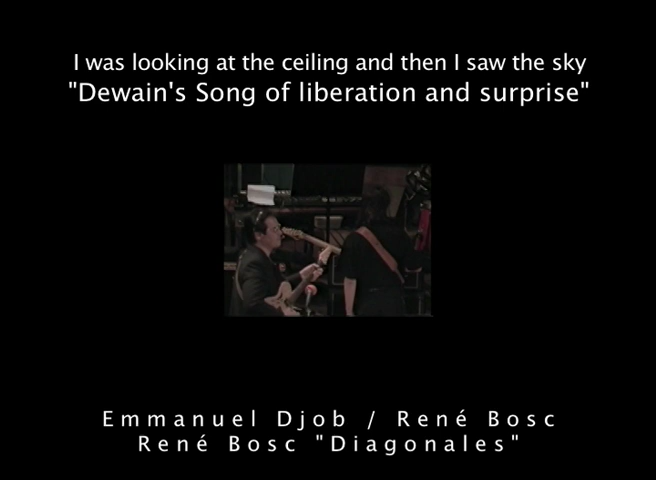 I was looking at the ceiling and then I saw the sky
"Dewain's Song of liberation and surprise"
Emmanuel Djob / René Bosc
René Bosc "Diagonales"